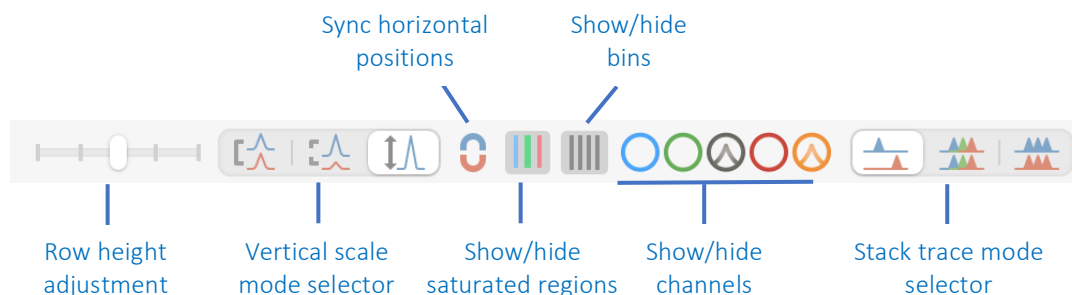 Sync horizontal
positions
Show/hide
bins
Row height
adjustment
Vertical scale
mode selector
Show/hide
saturated regions
Show/hide
channels
Stack trace mode
selector